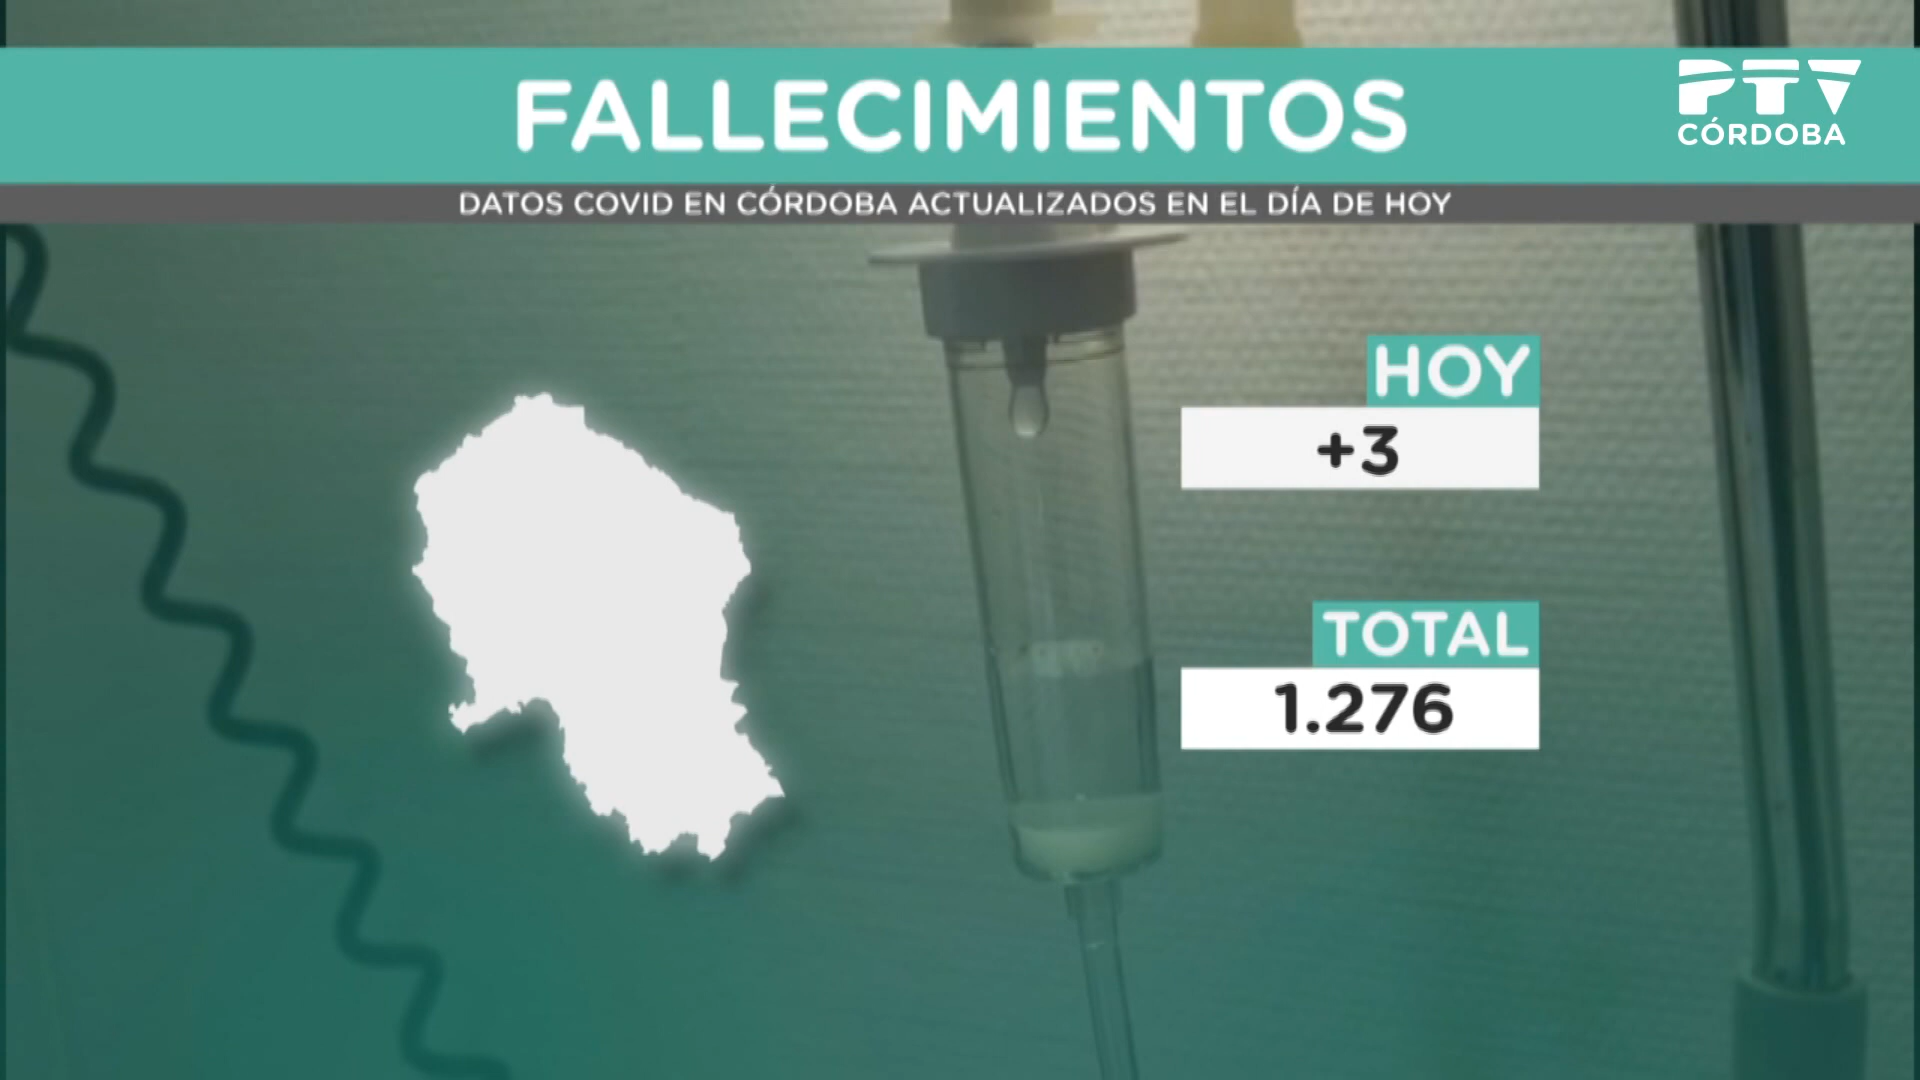 FALLECIMIENTOS
PTV
CÓRDOBA
DATOS COVID EN CÓRDOBA ACTUALIZADOS EN EL DÍA DE HOY
HOY
+3
TOTAL
1.276